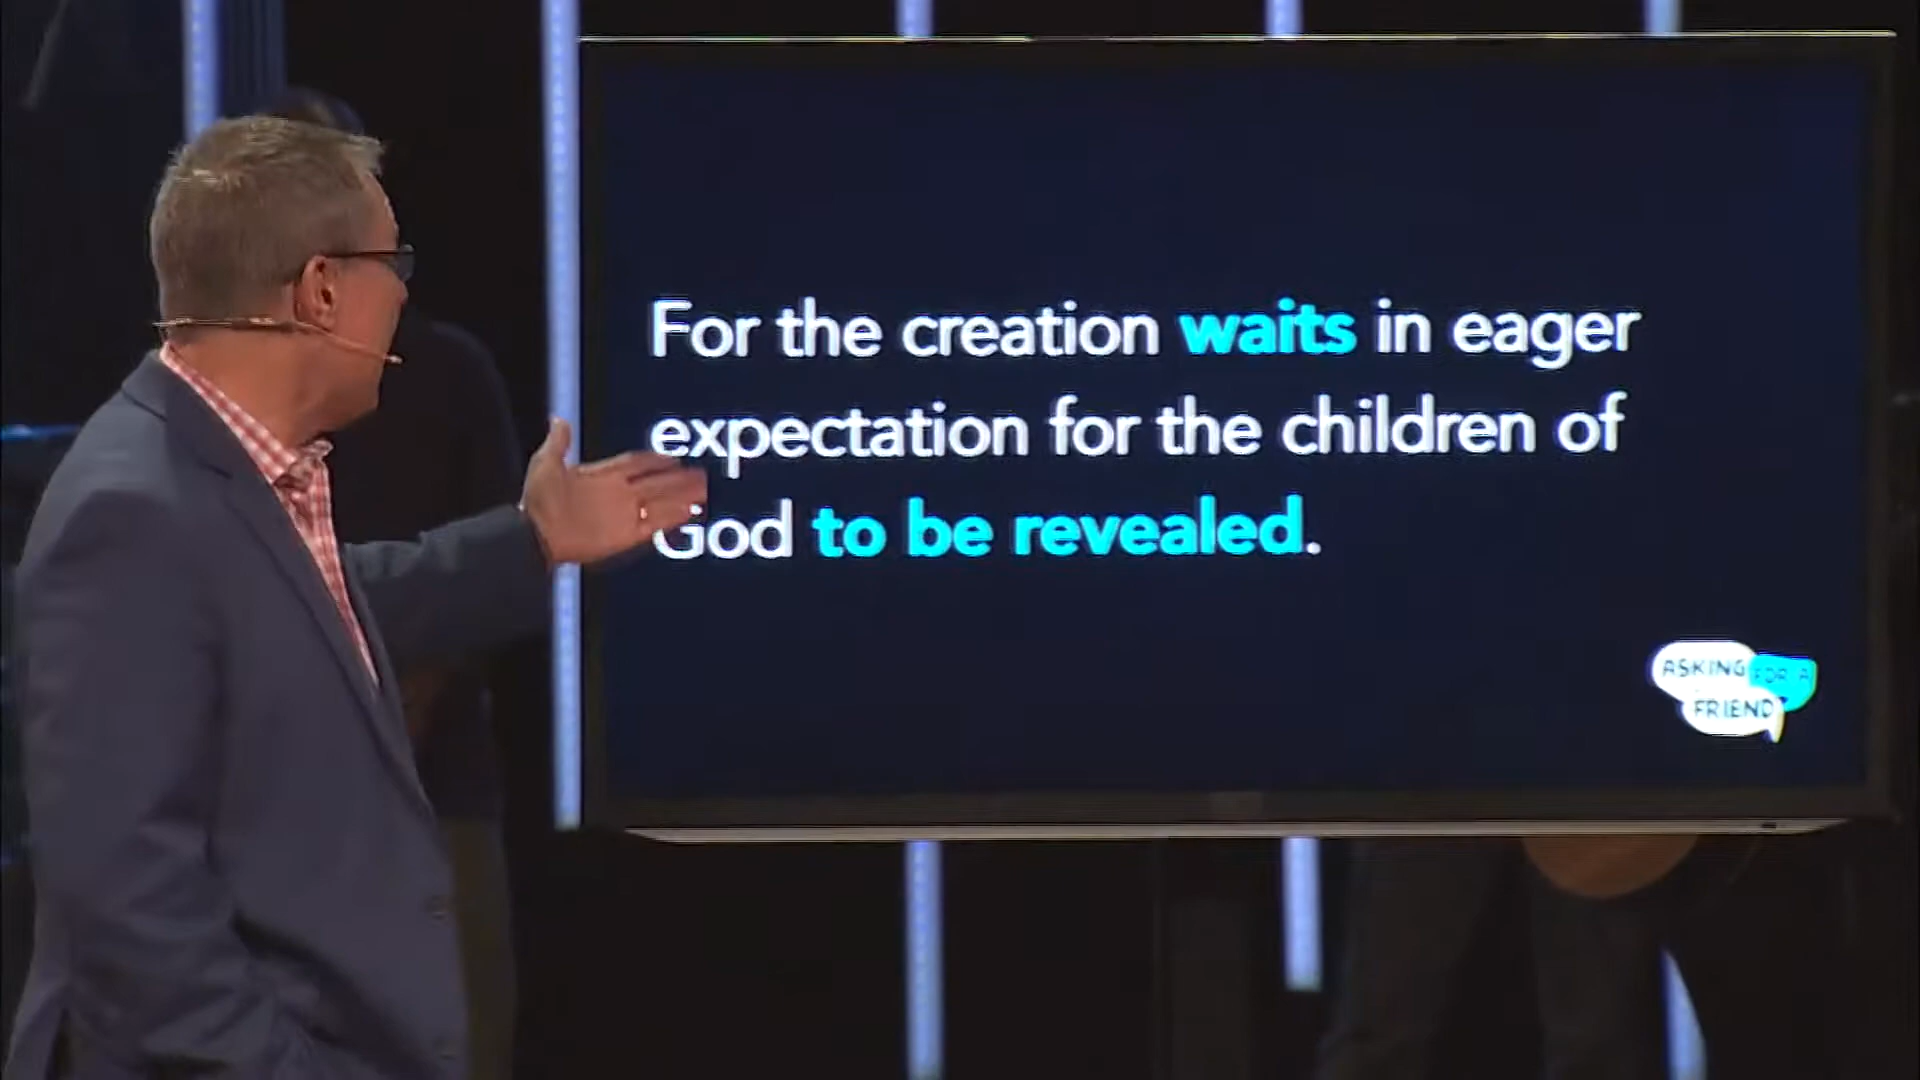 For the creation waits in eager
expectation for the children of
God to be revealed.
ASKING FOR A
FRIEND